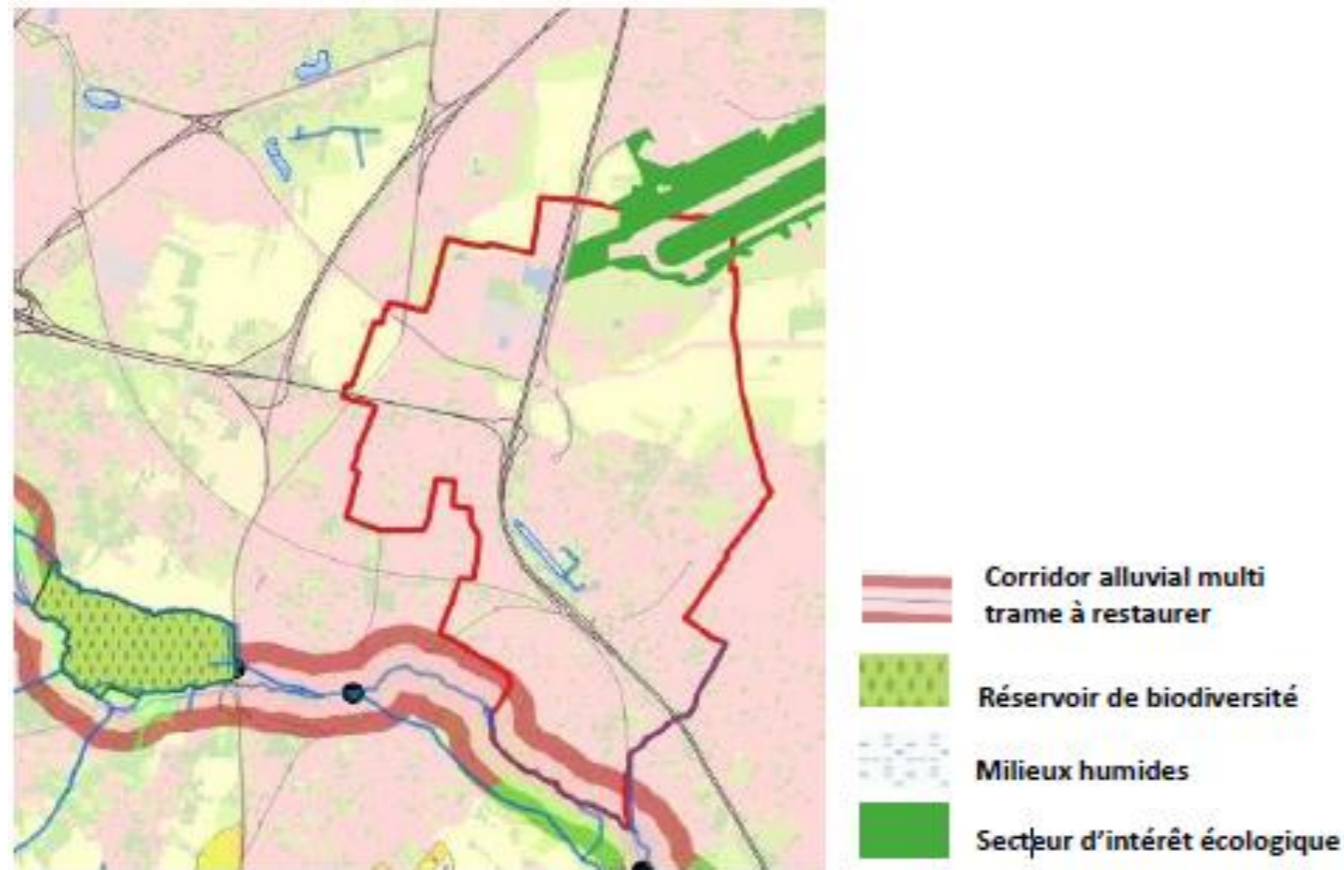 Corridor alluvial multi
trame à restaurer
Réservoir de biodiversité
Milieux humides
Secteur d'intérêt écologique